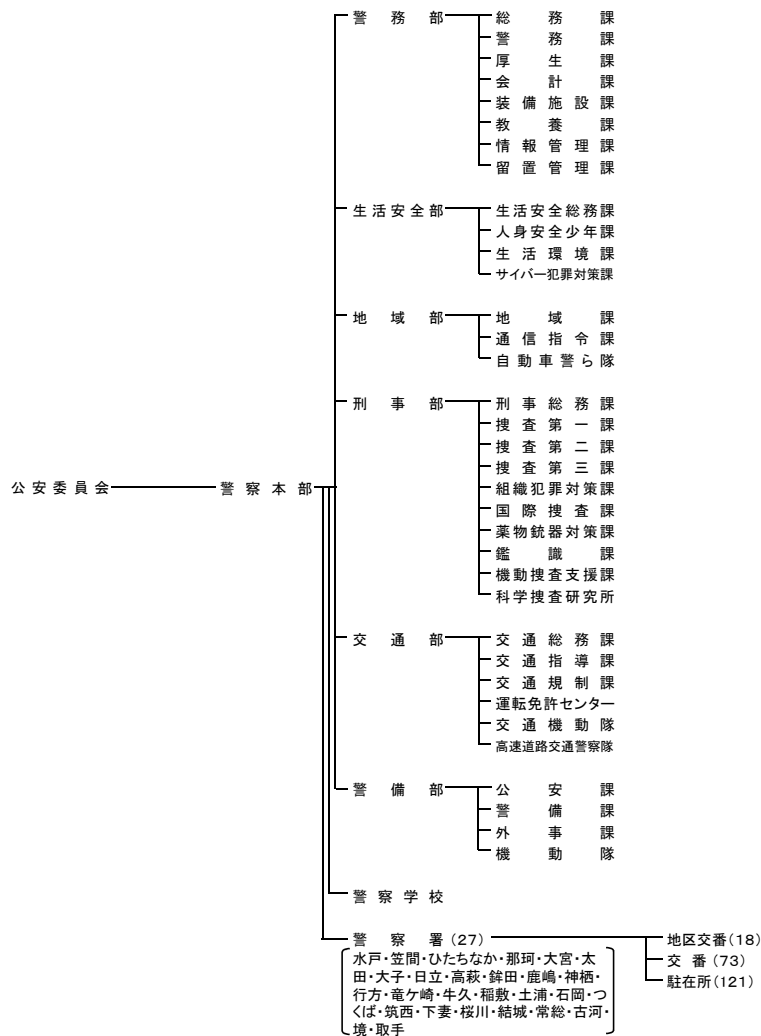 警務部
総務課
警務課
厚生課
会計課
装備施設課
教養課
情報管理課
留置管理課
生活安全部
生活安全総務課
人身安全少年課
生活環境課
サイバー犯罪対策課
地域部
地域課
通信指令課
自動車警ら隊
刑事部
刑事総務課
捜査第一課
捜査第二課
捜査第三課
公安委員会
警察本部
組織犯罪対策課
国際捜査課
薬物銃器対策課
鑑識課
機動捜査支援課
科学捜査研究所
交通部
交通総務課
交通指導課
交通規制課
運転免許センター
交通機動隊
高速道路交通警察隊
警備部
公安課
警備課
外事課
機動隊
警察学校
警察署(27)
水戸・笠間・ひたちなか・那珂・大宮・太
田・大子・日立・高萩・鉾田・鹿嶋・神栖・
行方・竜ケ崎・牛久・稲敷・土浦・石岡・つ
くば・筑西・下妻・桜川・結城・常総・古河・
境・取手
地区交番(18)
交番(73)
駐在所(121)